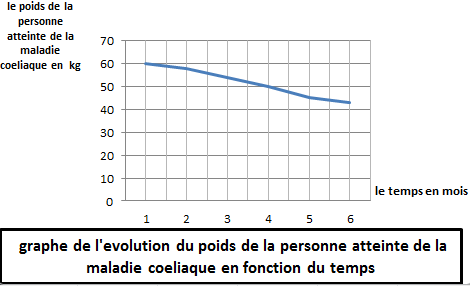 le poids de la
personne
atteinte de la
maladie
coeliaque en kg
70
60
50
40
30
20
10
0
1 2 3 4 5 6
le temps en mois
graphe de l'evolution du poids de la personne atteinte de la
maladie coeliaque en fonction du temps